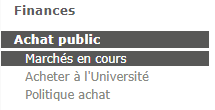 Finances
Achat public
Marchés en cours
Acheter à l'Université
Politique achat